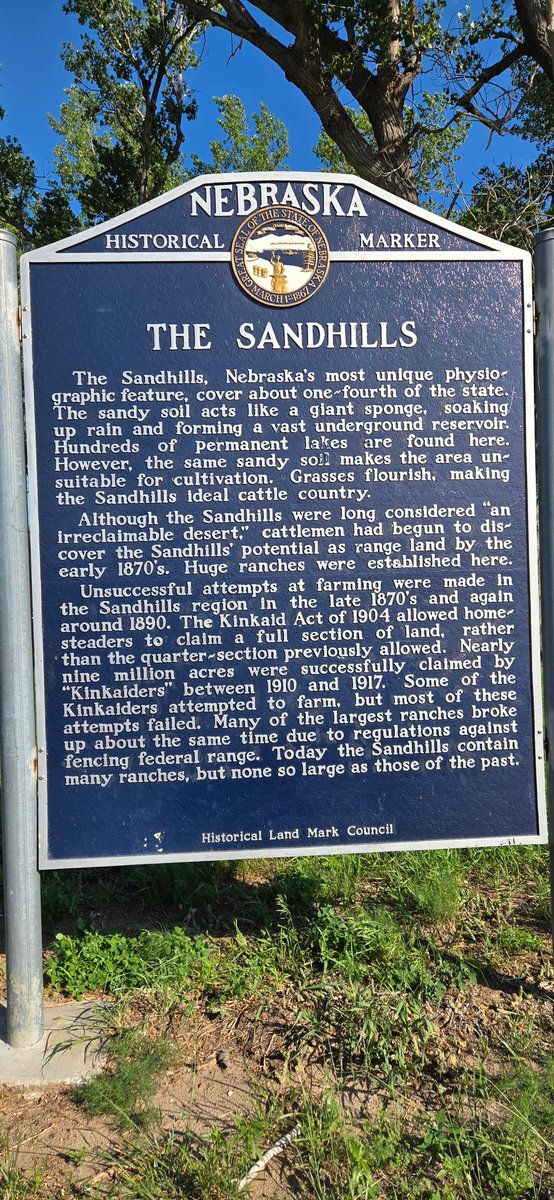 NEBRASKA
HISTORICAL MARKER
GREAT SEAL OF THE STATE OF NEBRASKA
MARCH 1ST 1867
THE SANDHILLS
The Sandhills, Nebraska's most unique physio-
graphic feature, cover about one-fourth of the state.
The sandy soil acts like a giant sponge, soaking
up rain and forming a vast underground reservoir.
Hundreds of permanent lakes are found here.
However, the same sandy soil makes the area un-
suitable for cultivation. Grasses flourish, making
the Sandhills ideal cattle country.
Although the Sandhills were long considered "an
irreclaimable desert," cattlemen had begun to dis-
cover the Sandhills' potential as range land by the
early 1870's. Huge ranches were established here.
Unsuccessful attempts at farming were made in
the Sandhills region in the late 1870's and again
around 1890. The Kinkaid Act of 1904 allowed home-
steaders to claim a full section of land, rather
than the quarter-section previously allowed. Nearly
nine million acres were successfully claimed by
"Kinkaiders" between 1910 and 1917. Some of the
Kinkaiders attempted to farm, but most of these
attempts failed. Many of the largest ranches broke
up about the same time due to regulations against
fencing federal range. Today the Sandhills contain
many ranches, but none so large as those of the past.
Historical Land Mark Council